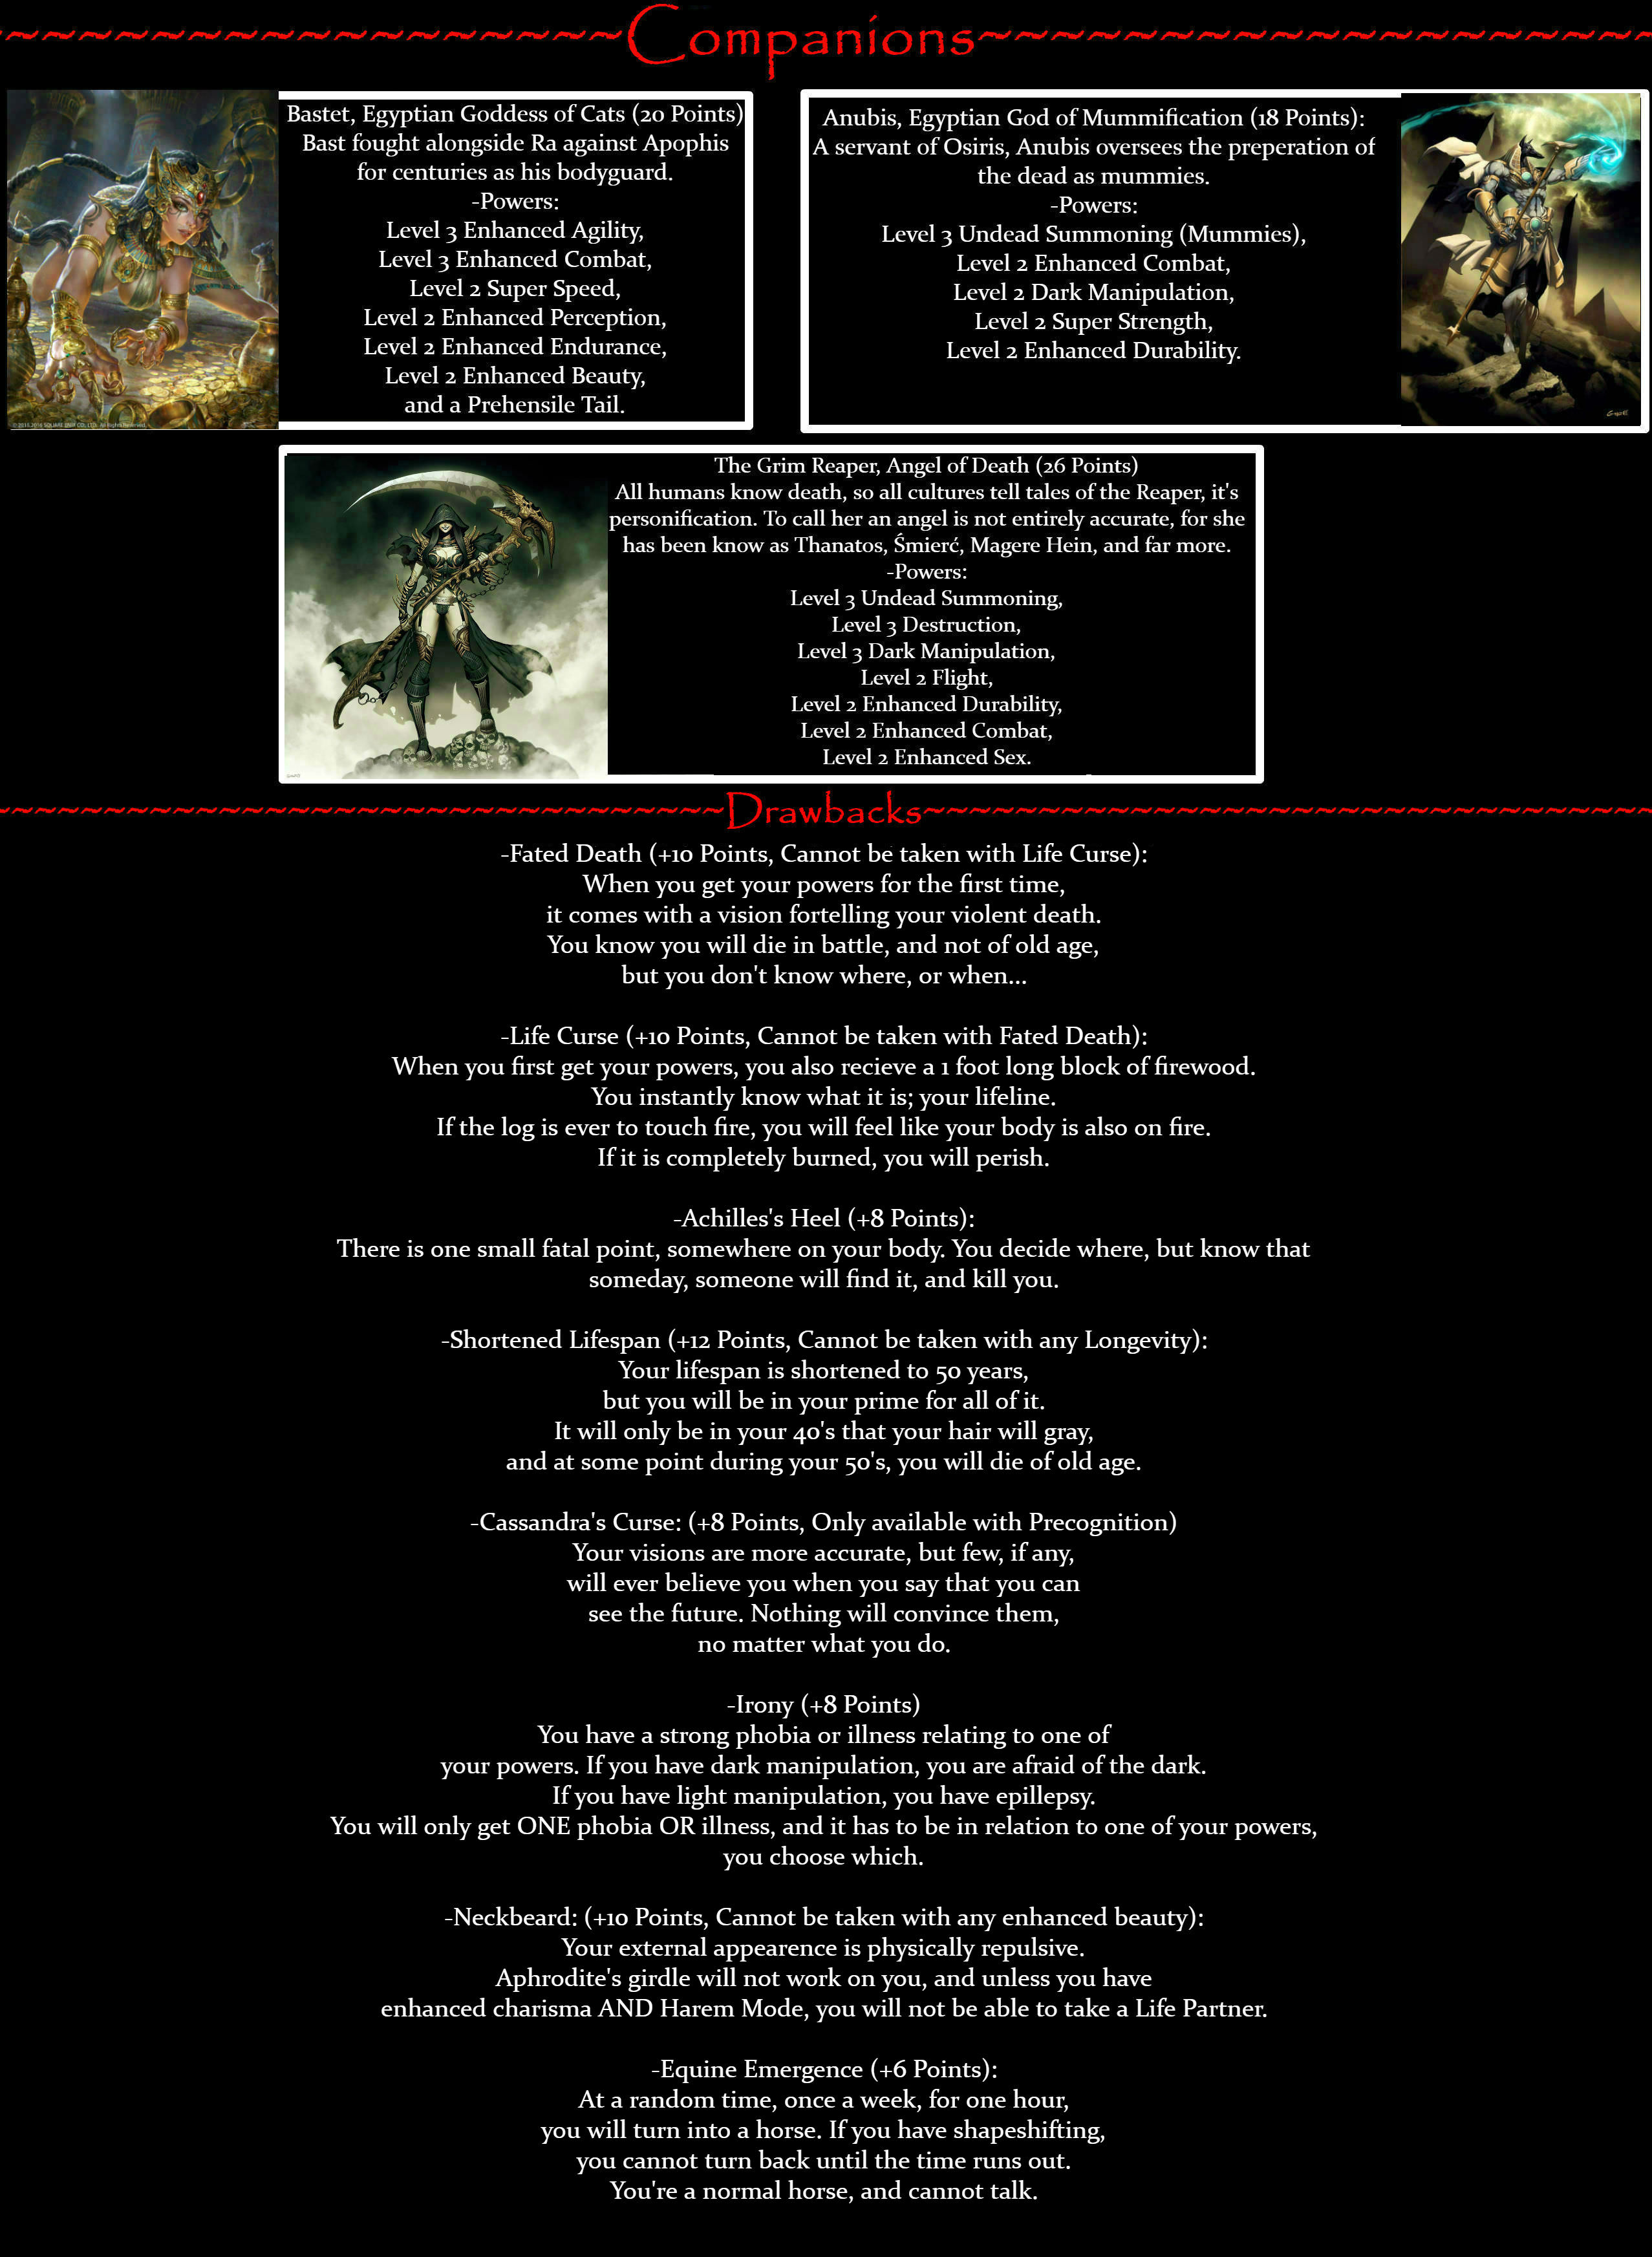 Companions
Bastet, Egyptian Goddess of Cats (20 Points)
Bast fought alongside Ra against Apophis
for centuries as his bodyguard.
-Powers:
Level 3 Enhanced Agility,
Level 3 Enhanced Combat,
Level 2 Super Speed,
Level 2 Enhanced Perception,
Level 2 Enhanced Endurance,
Level 2 Enhanced Beauty,
and a Prehensile Tail.
Anubis, Egyptian God of Mummification (18 Points):
A servant of Osiris, Anubis oversees the preperation of
the dead as mummies.
-Powers:
Level 3 Undead Summoning (Mummies),
Level 2 Enhanced Combat,
Level 2 Dark Manipulation,
Level 2 Super Strength,
Level 2 Enhanced Durability.
The Grim Reaper, Angel of Death (26 Points)
All humans know death, so all cultures tell tales of the Reaper, it's
personification. To call her an angel is not entirely accurate, for she
has been know as Thanatos, Śmierć, Magere Hein, and far more.
-Powers:
Level 3 Undead Summoning,
Level 3 Destruction,
Level 3 Dark Manipulation,
Level 2 Flight,
Level 2 Enhanced Durability,
Level 2 Enhanced Combat,
Level 2 Enhanced Sex.
Drawbacks
-Fated Death (+10 Points, Cannot be taken with Life Curse):
When you get your powers for the first time,
it comes with a vision fortelling your violent death.
You know you will die in battle, and not of old age,
but you don't know where, or when...
-Life Curse (+10 Points, Cannot be taken with Fated Death):
When you first get your powers, you also recieve a 1 foot long block of firewood.
You instantly know what it is; your lifeline.
If the log is ever to touch fire, you will feel like your body is also on fire.
If it is completely burned, you will perish.
-Achilles's Heel (+8 Points):
There is one small fatal point, somewhere on your body. You decide where, but know that
someday, someone will find it, and kill you.
-Shortened Lifespan (+12 Points, Cannot be taken with any Longevity):
Your lifespan is shortened to 50 years,
but you will be in your prime for all of it.
It will only be in your 40's that your hair will gray,
and at some point during your 50's, you will die of old age.
-Cassandra's Curse: (+8 Points, Only available with Precognition)
Your visions are more accurate, but few, if any,
will ever believe you when you say that you can
see the future. Nothing will convince them,
no matter what you do.
-Irony (+8 Points)
You have a strong phobia or illness relating to one of
your powers. If you have dark manipulation, you are afraid of the dark.
If you have light manipulation, you have epillepsy.
You will only get ONE phobia OR illness, and it has to be in relation to one of your powers,
you choose which.
-Neckbeard: (+10 Points, Cannot be taken with any enhanced beauty):
Your external appearence is physically repulsive.
Aphrodite's girdle will not work on you, and unless you have
enhanced charisma AND Harem Mode, you will not be able to take a Life Partner.
-Equine Emergence (+6 Points):
At a random time, once a week, for one hour,
you will turn into a horse. If you have shapeshifting,
you cannot turn back until the time runs out.
You're a normal horse, and cannot talk.